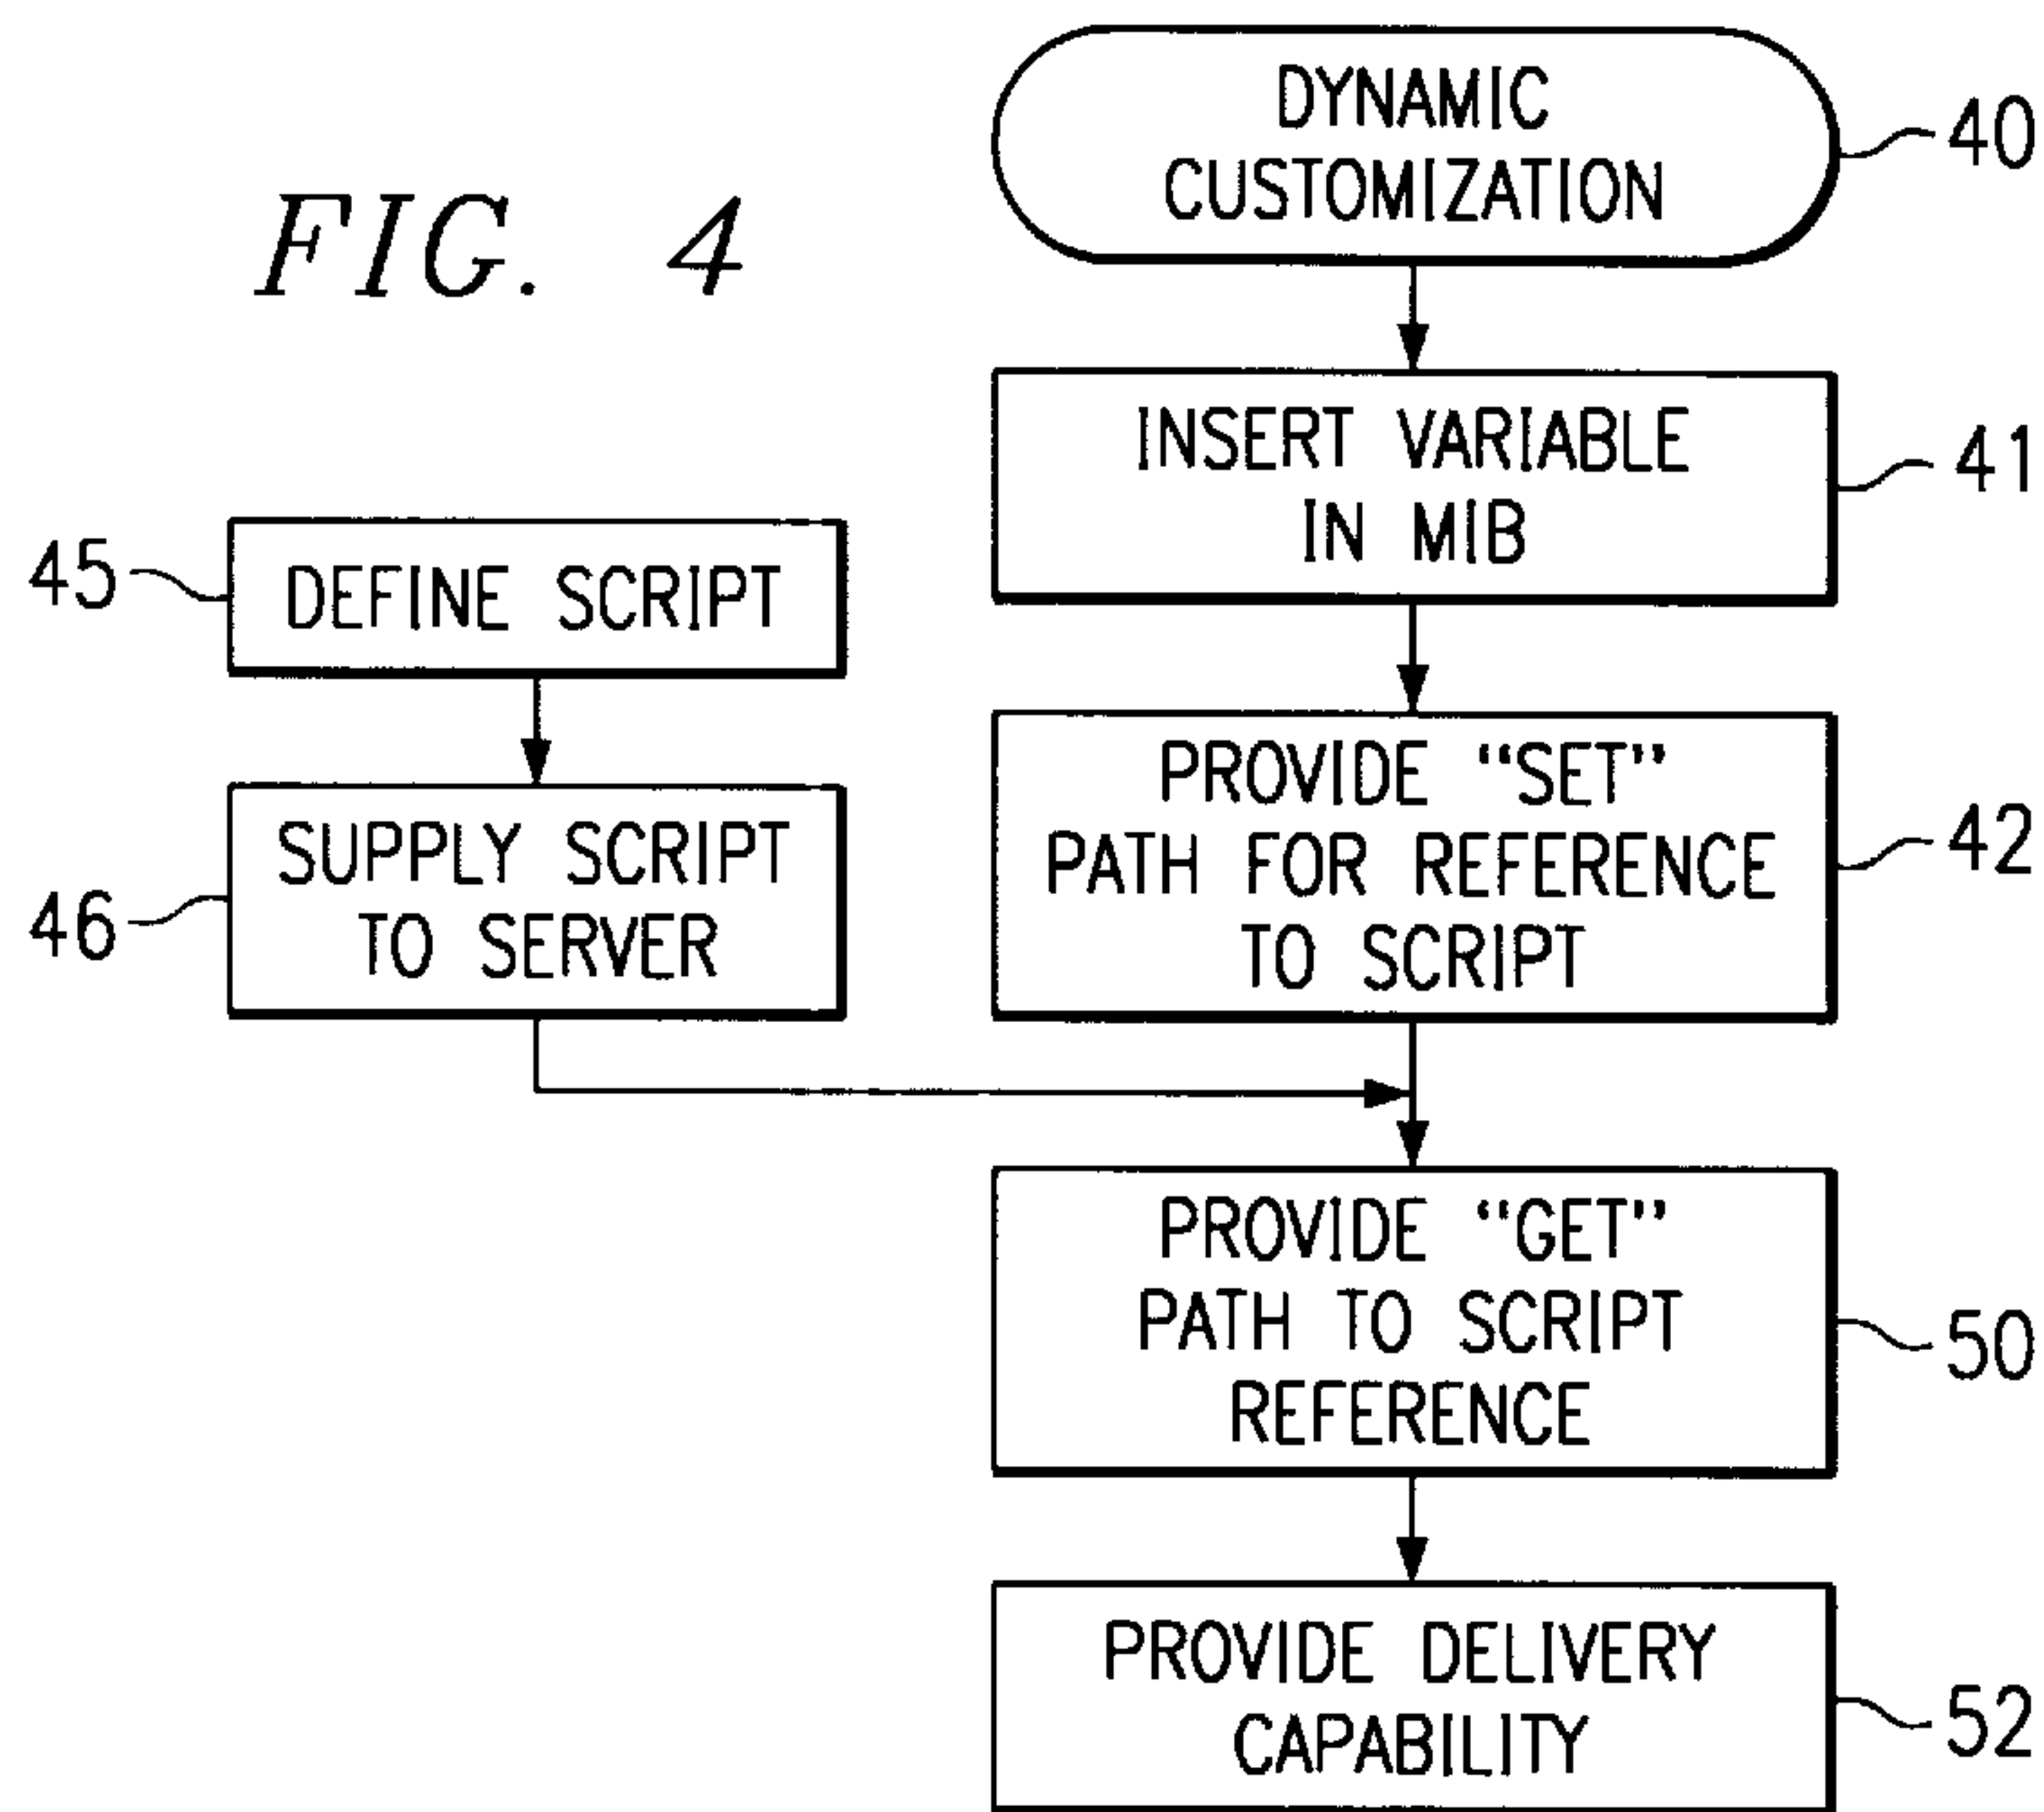 FIG. 4
DYNAMIC
CUSTOMIZATION
40
INSERT VARIABLE
IN MIB
41
45
DEFINE SCRIPT
PROVIDE “SET”
PATH FOR REFERENCE
TO SCRIPT
42
46
SUPPLY SCRIPT
TO SERVER
PROVIDE “GET”
PATH TO SCRIPT
REFERENCE
50
PROVIDE DELIVERY
CAPABILITY
52